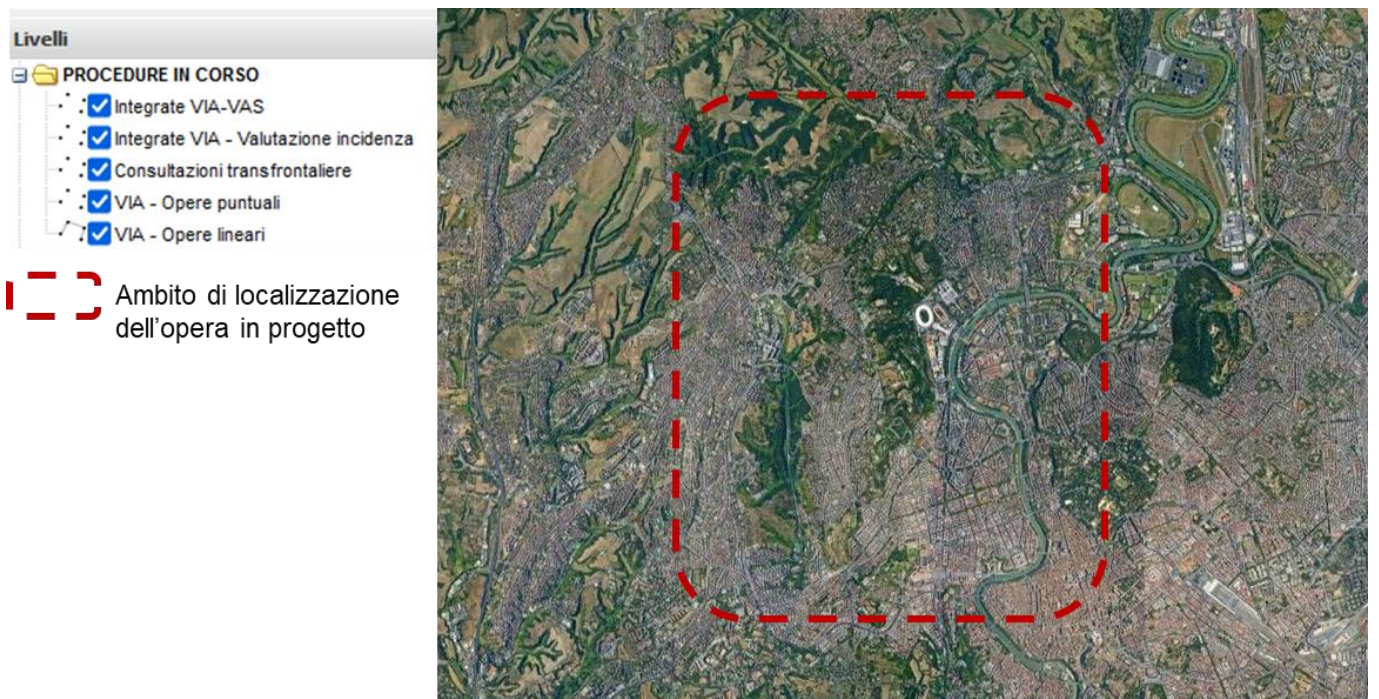 Livelli
PROCEDURE IN CORSO
Integrate VIA-VAS
Integrate VIA - Valutazione incidenza
Consultazioni transfrontaliere
VIA - Opere puntuali
VIA - Opere lineari
Ambito di localizzazione
dell'opera in progetto